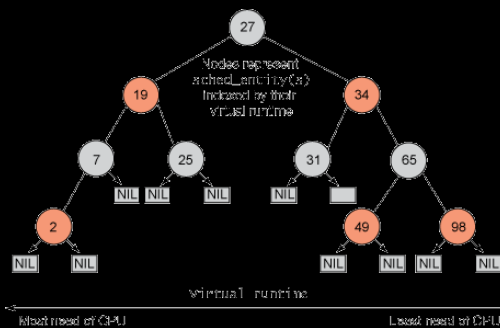 27
Nodes represent
19
sched_entity(s)
34
indexed by their
virtual runtime
7
25
31
65
NIL
NIL
NIL
NIL
2
49
98
NIL
NIL
NIL
NIL
NIL
NIL
virtual runtime
Most need of CPU
Least need of CPU